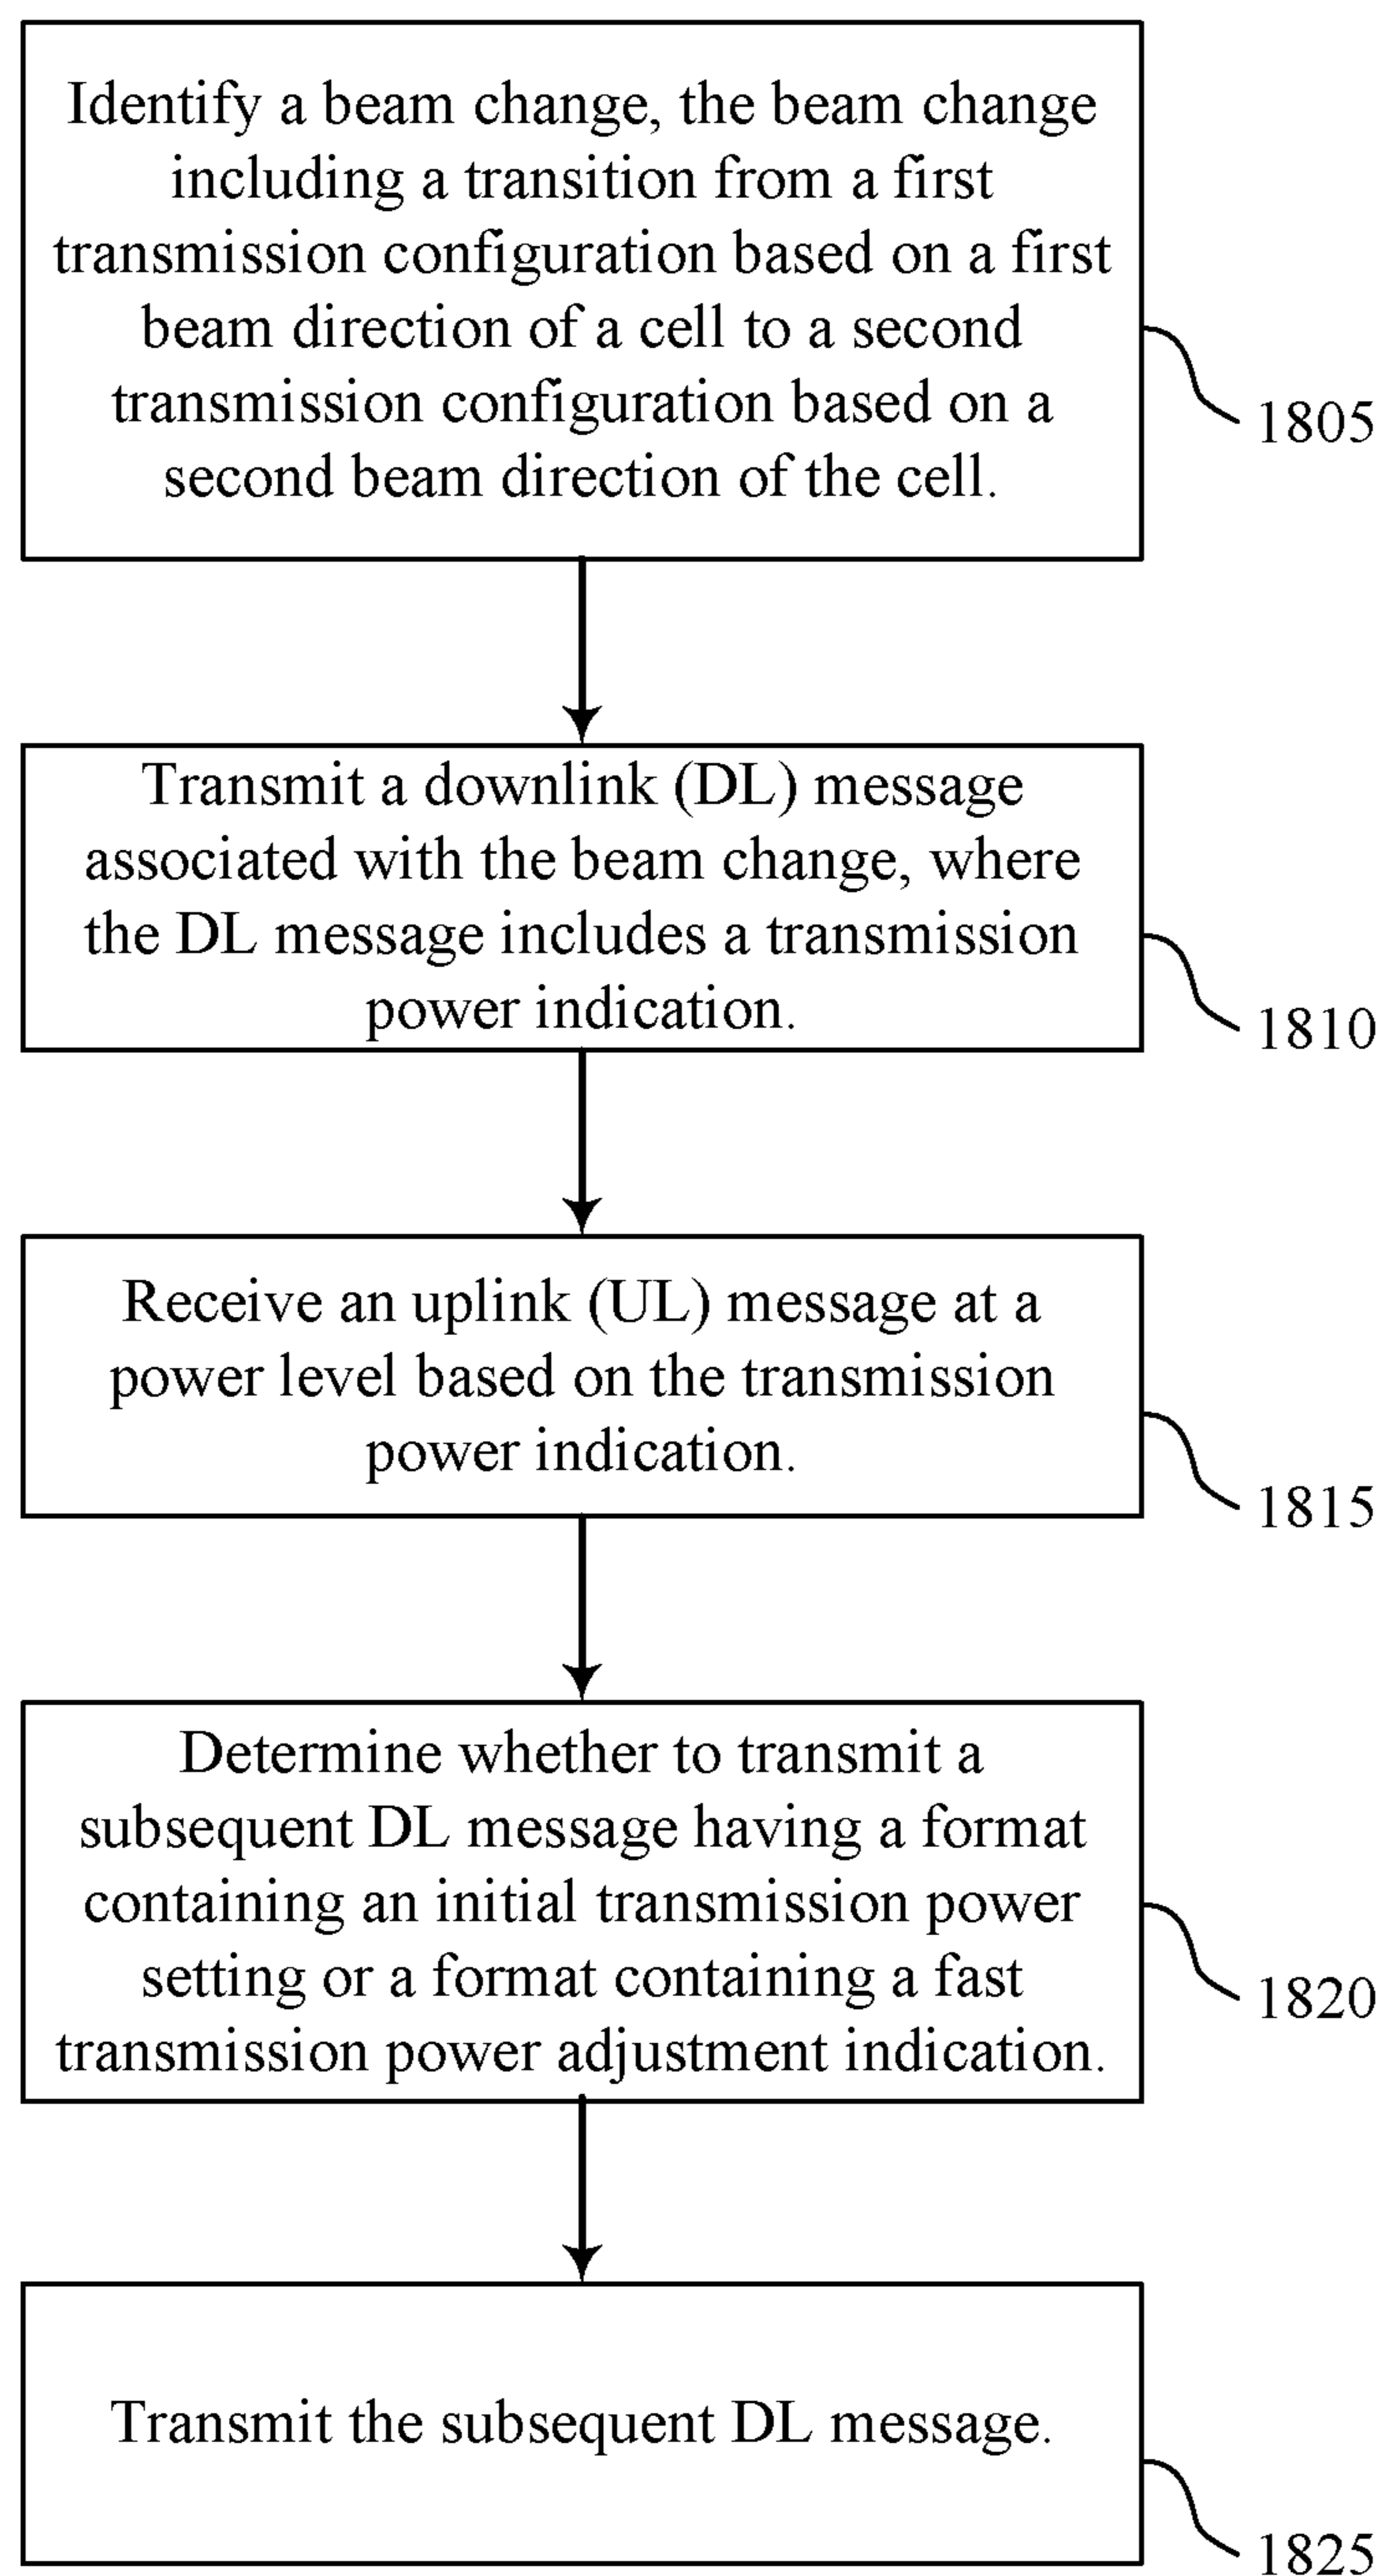 Identify a beam change, the beam change
including a transition from a first
transmission configuration based on a first
beam direction of a cell to a second
transmission configuration based on a
second beam direction of the cell.
1805
Transmit a downlink (DL) message
associated with the beam change, where
the DL message includes a transmission
power indication.
1810
Receive an uplink (UL) message at a
power level based on the transmission
power indication.
1815
Determine whether to transmit a
subsequent DL message having a format
containing an initial transmission power
setting or a format containing a fast
transmission power adjustment indication.
1820
Transmit the subsequent DL message.
1825